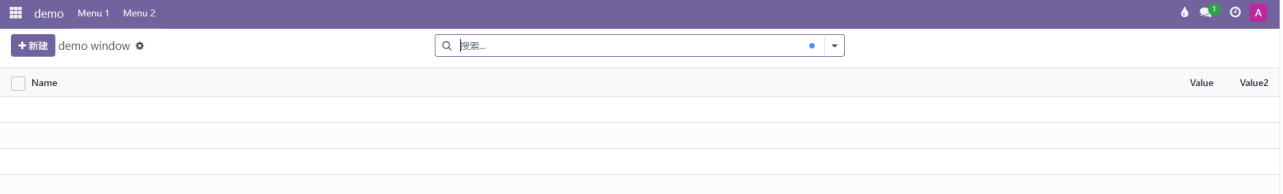 demo Menu 1 Menu 2 1 A
新建 demo window 搜索...
Name Value Value2